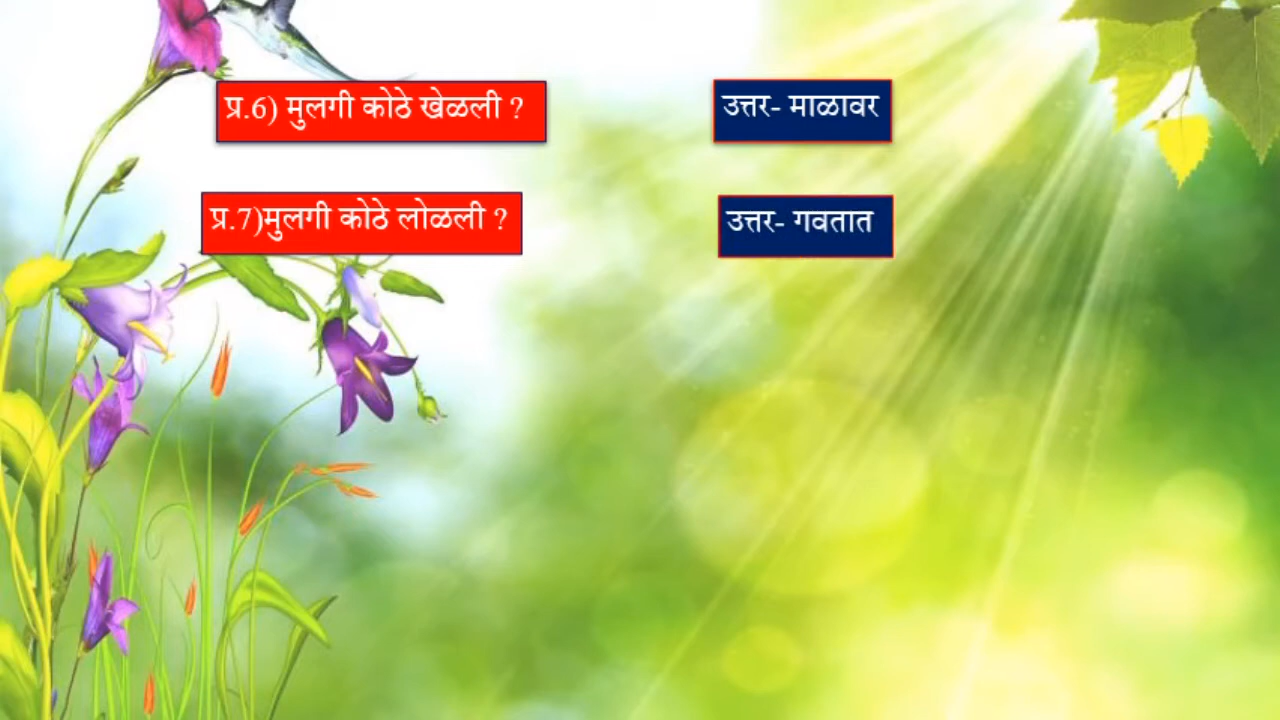 प्र.6) मुलगी कोठे खेळली ?
उत्तर- माळावर
प्र.7)मुलगी कोठे लोळली ?
उत्तर- गवतात